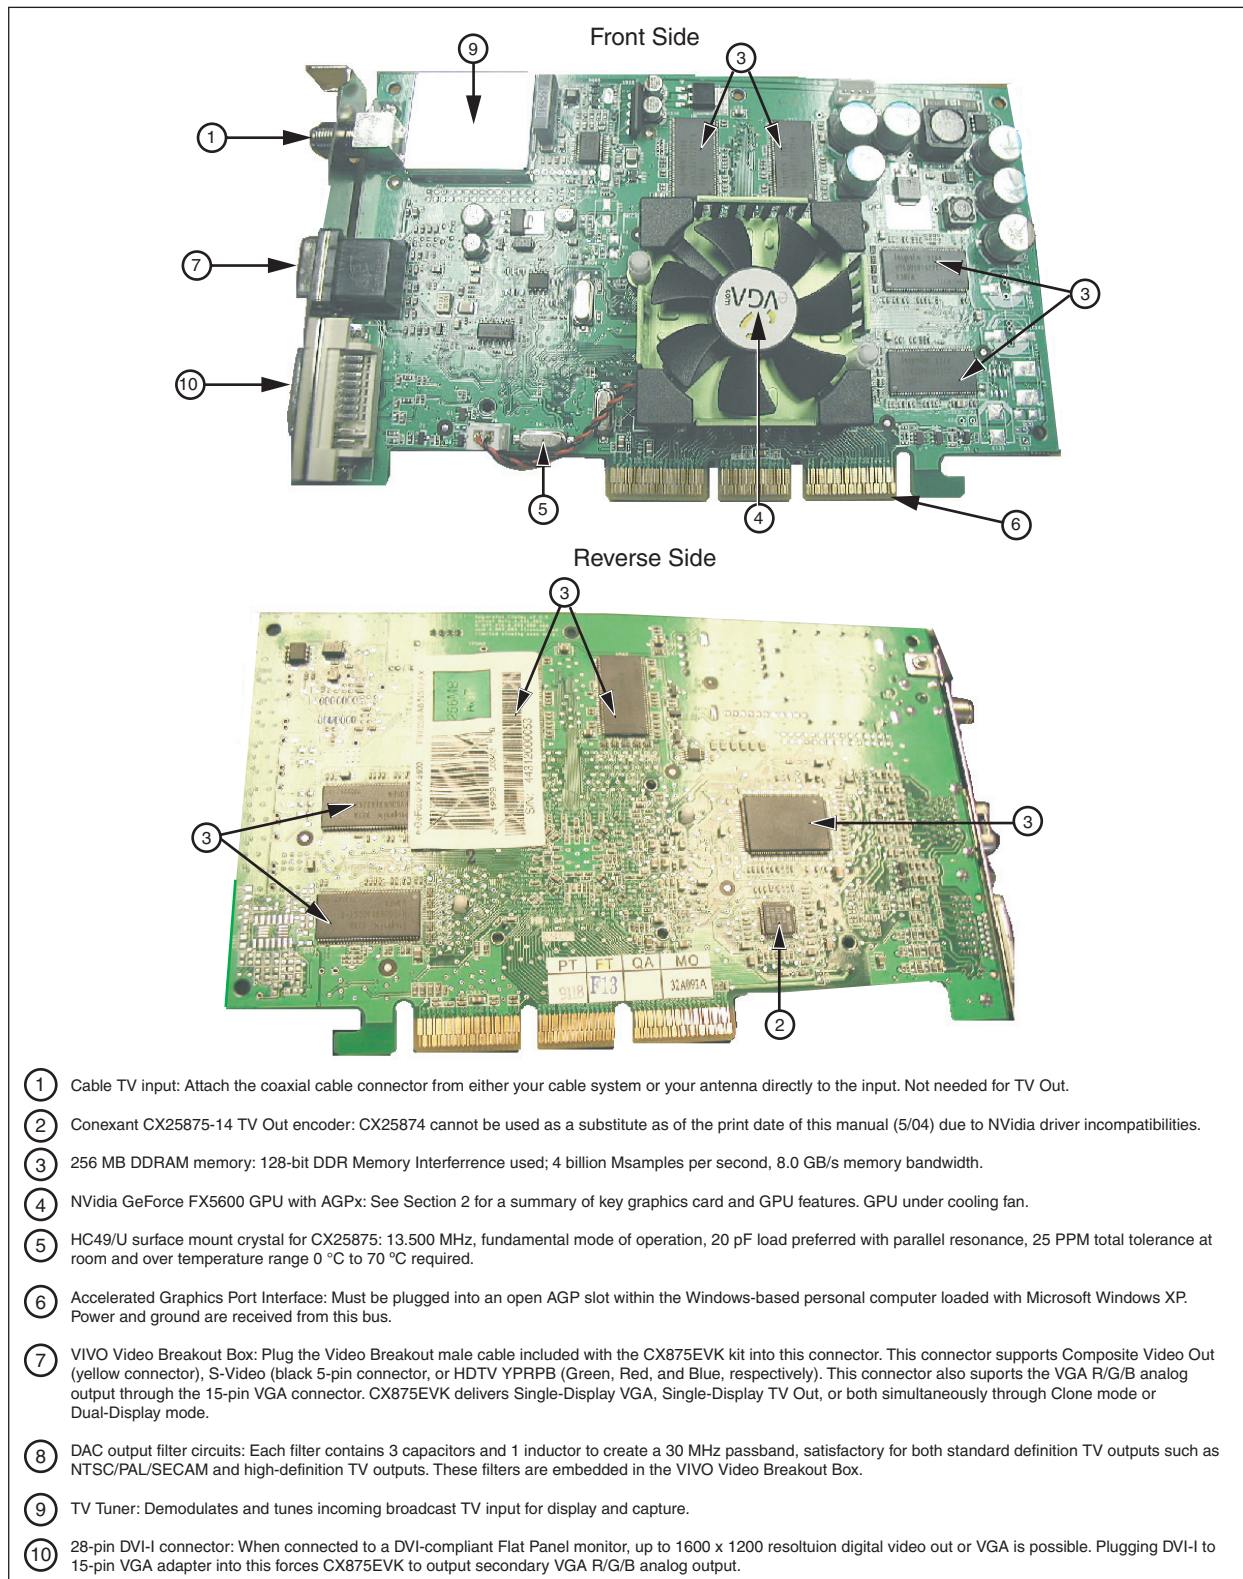 Front Side
9
3
1
7
3
10
eVGA
.com
5
4
6
Reverse Side
3
256MB
S/N: 44312000053
3
3
2
PT FT QA MO
9118 F13 32A091A
2
1 Cable TV input: Attach the coaxial cable connector from either your cable system or your antenna directly to the input. Not needed for TV Out.
2 Conexant CX25875-14 TV Out encoder: CX25874 cannot be used as a substitute as of the print date of this manual (5/04) due to NVidia driver incompatibilities.
3 256 MB DDRAM memory: 128-bit DDR Memory Interferrence used; 4 billion Msamples per second, 8.0 GB/s memory bandwidth.
4 NVidia GeForce FX5600 GPU with AGPx: See Section 2 for a summary of key graphics card and GPU features. GPU under cooling fan.
5 HC49/U surface mount crystal for CX25875: 13.500 MHz, fundamental mode of operation, 20 pF load preferred with parallel resonance, 25 PPM total tolerance at
room and over temperature range 0 °C to 70 °C required.
6 Accelerated Graphics Port Interface: Must be plugged into an open AGP slot within the Windows-based personal computer loaded with Microsoft Windows XP.
Power and ground are received from this bus.
7 VIVO Video Breakout Box: Plug the Video Breakout male cable included with the CX875EVK kit into this connector. This connector supports Composite Video Out
(yellow connector), S-Video (black 5-pin connector, or HDTV YPRPB (Green, Red, and Blue, respectively). This connector also suports the VGA R/G/B analog
output through the 15-pin VGA connector. CX875EVK delivers Single-Display VGA, Single-Display TV Out, or both simultaneously through Clone mode or
Dual-Display mode.
8 DAC output filter circuits: Each filter contains 3 capacitors and 1 inductor to create a 30 MHz passband, satisfactory for both standard definition TV outputs such as
NTSC/PAL/SECAM and high-definition TV outputs. These filters are embedded in the VIVO Video Breakout Box.
9 TV Tuner: Demodulates and tunes incoming broadcast TV input for display and capture.
10 28-pin DVI-I connector: When connected to a DVI-compliant Flat Panel monitor, up to 1600 x 1200 resoltuion digital video out or VGA is possible. Plugging DVI-I to
15-pin VGA adapter into this forces CX875EVK to output secondary VGA R/G/B analog output.